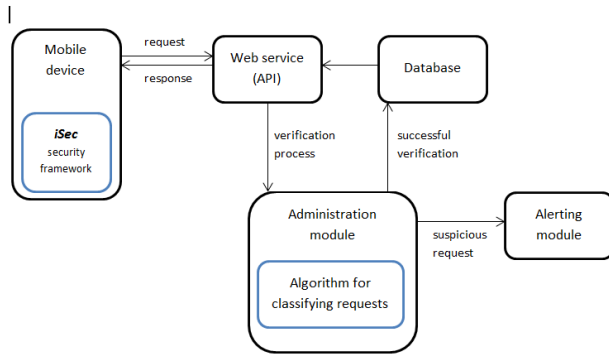 Mobile
device
iSec
security
framework
request
response
Web service
(API)
Database
verification
process
successful
verification
Administration
module
Algorithm for
classifying requests
suspicious
request
Alerting
module